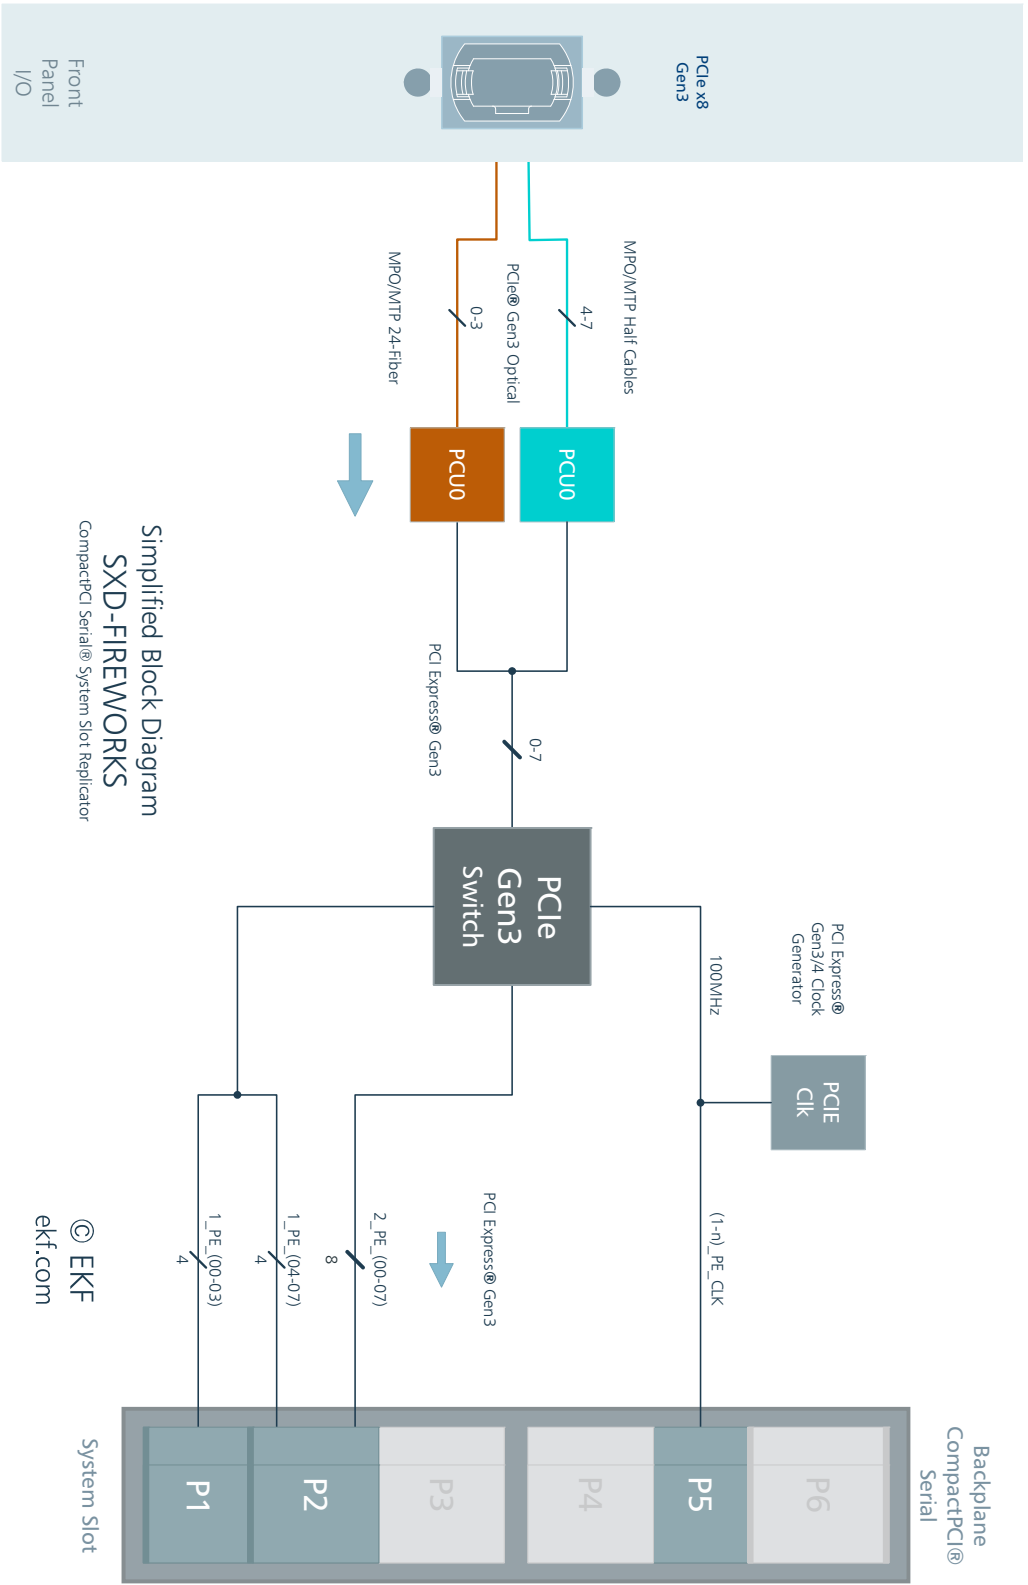 Front
Panel
I/O
PCIe x8
Gen3
MPO/MTP Half Cables
4-7
PCIe® Gen3 Optical
0-3
MPO/MTP 24-Fiber
PCU0
PCU0
Simplified Block Diagram
SXD-FIREWORKS
CompactPCI Serial® System Slot Replicator
PCI Express® Gen3
0-7
PCIe
Gen3
Switch
100MHz
PCI Express®
Gen3/4 Clock
Generator
PCIE
Clk
(1-n)_PE_CLK
PCI Express® Gen3
2_PE_(00-07)
8
1_PE_(04-07)
4
1_PE_(00-03)
4
© EKF
ekf.com
Backplane
CompactPCI®
Serial
P6
P5
P4
P3
P2
P1
System Slot